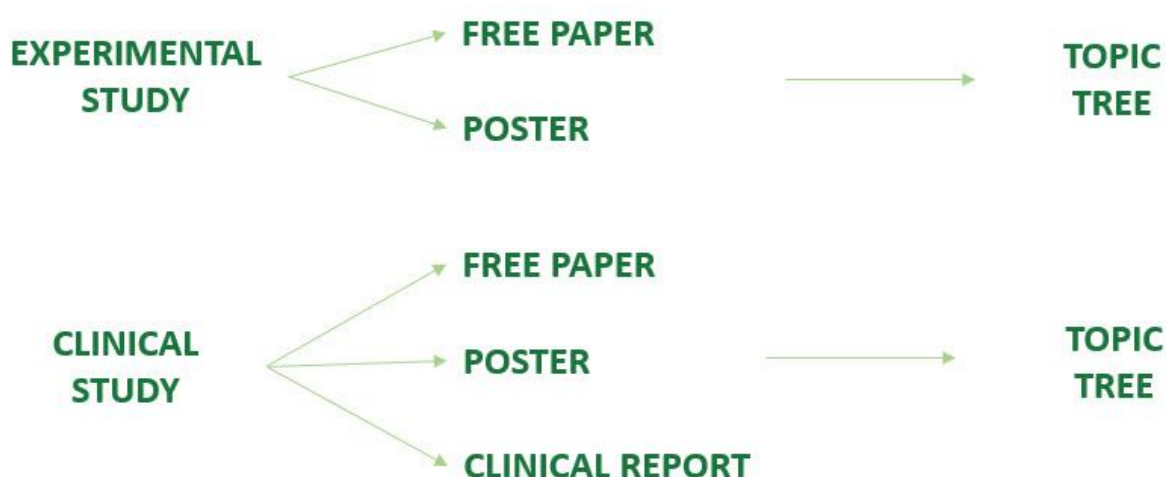 EXPERIMENTAL
STUDY
FREE PAPER
POSTER
TOPIC
TREE
CLINICAL
STUDY
FREE PAPER
POSTER
CLINICAL REPORT
TOPIC
TREE